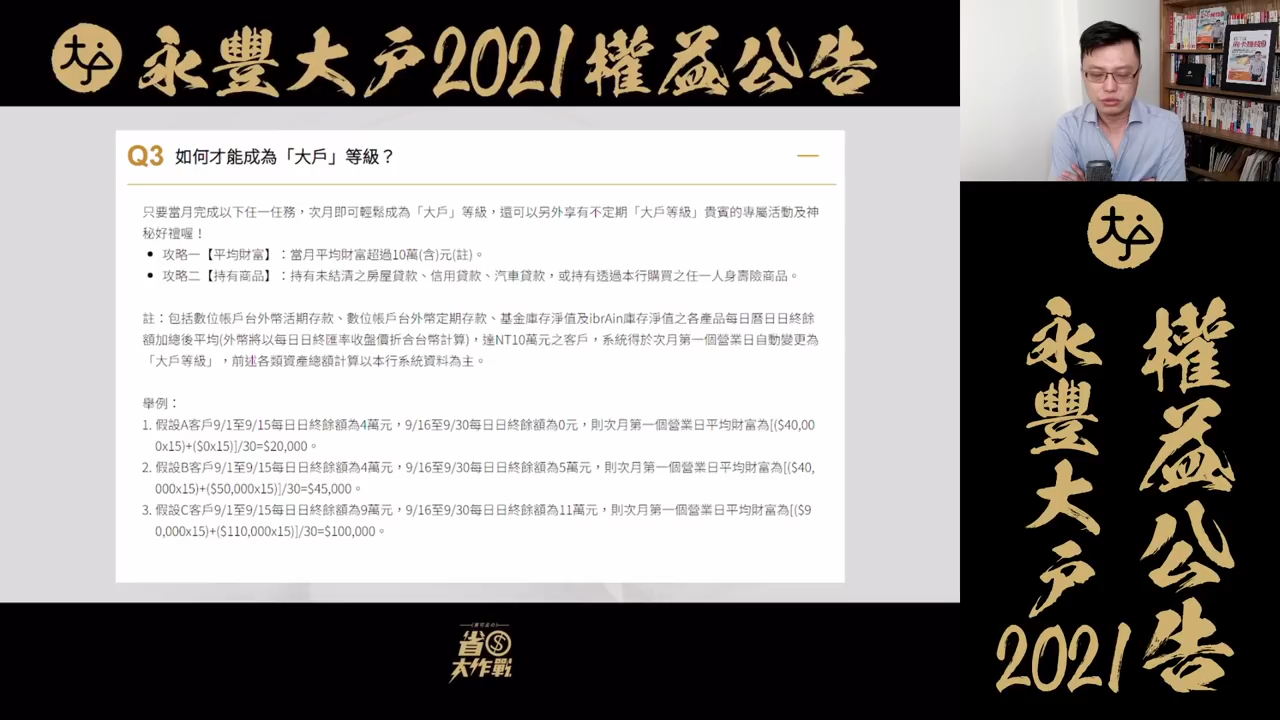 大戶
永豐大戶2021權益公告
Q3 如何才能成為「大戶」等級？
只要當月完成以下任一任務，次月即可輕鬆成為「大戶」等級，還可以另外享有不定期「大戶等級」貴賓的專屬活動及神
秘好禮喔！
• 攻略一【平均財富】：當月平均財富超過10萬(含)元(註)。
• 攻略二【持有商品】：持有未結清之房屋貸款、信用貸款、汽車貸款，或持有透過本行購買之任一人身壽險商品。
註：包括數位帳戶台外幣活期存款、數位帳戶台外幣定期存款、基金庫存淨值及ibrAin庫存淨值之各產品每日曆日日終餘
額加總後平均(外幣將以每日日終匯率收盤價折合台幣計算)，達NT10萬元之客戶，系統得於次月第一個營業日自動變更為
「大戶等級」，前述各類資產總額計算以本行系統資料為主。
舉例：
1. 假設A客戶9/1至9/15每日日終餘額為4萬元，9/16至9/30每日日終餘額為0元，則次月第一個營業日平均財富為[($40,00
0x15)+($0x15)]/30=$20,000。
2. 假設B客戶9/1至9/15每日日終餘額為4萬元，9/16至9/30每日日終餘額為5萬元，則次月第一個營業日平均財富為[($40,
000x15)+($50,000x15)]/30=$45,000。
3. 假設C客戶9/1至9/15每日日終餘額為9萬元，9/16至9/30每日日終餘額為11萬元，則次月第一個營業日平均財富為[($9
0,000x15)+($110,000x15)]/30=$100,000。
省
大作戰
大戶
權益公告
永豐大戶
2021